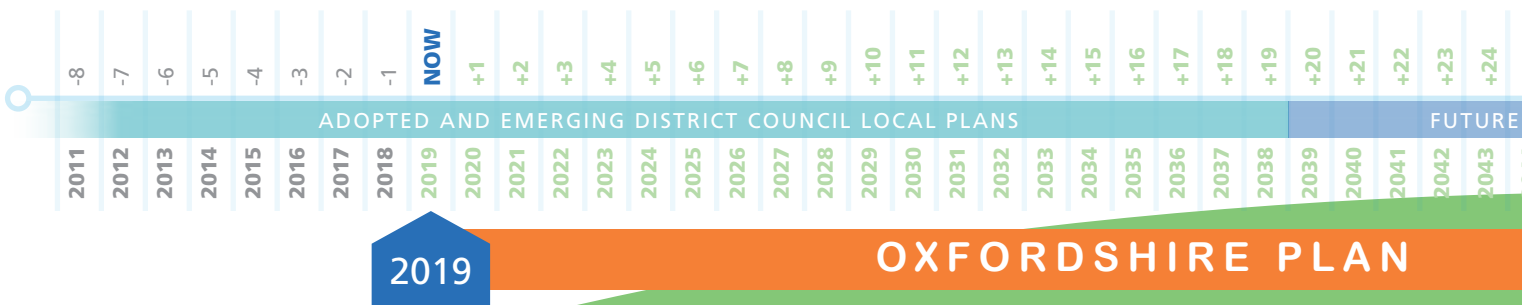 -8 -7 -6 -5 -4 -3 -2 -1 NOW +1 +2 +3 +4 +5 +6 +7 +8 +9 +10 +11 +12 +13 +14 +15 +16 +17 +18 +19 +20 +21 +22 +23 +24
ADOPTED AND EMERGING DISTRICT COUNCIL LOCAL PLANS FUTURE
2011 2012 2013 2014 2015 2016 2017 2018 2019 2020 2021 2022 2023 2024 2025 2026 2027 2028 2029 2030 2031 2032 2033 2034 2035 2036 2037 2038 2039 2040 2041 2042 2043
OXFORDSHIRE PLAN
2019